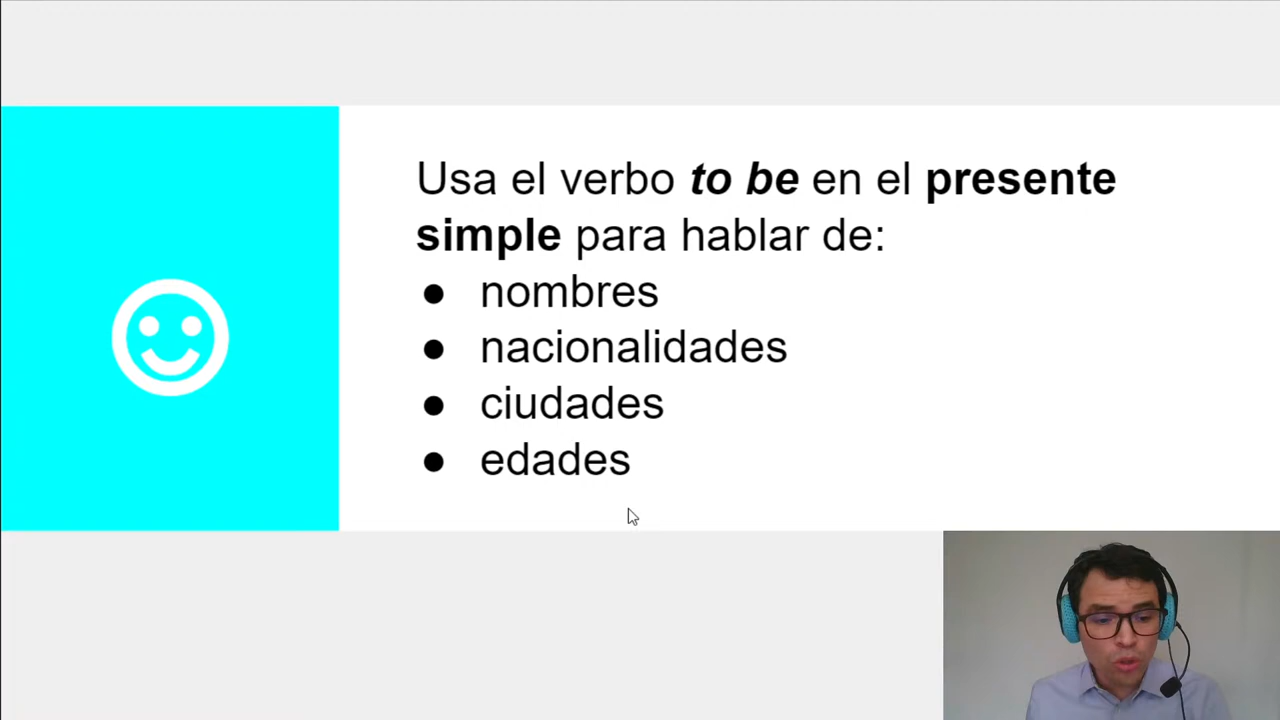 Usa el verbo to be en el presente
simple para hablar de:
● nombres
● nacionalidades
● ciudades
● edades